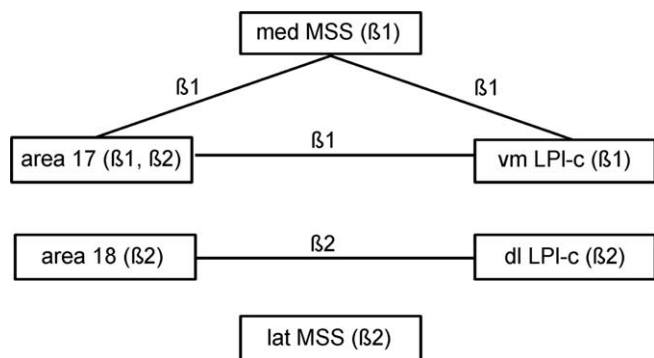 med MSS (ß1)
ß1
ß1
area 17 (ß1, ß2)
ß1
vm LPl-c (ß1)
area 18 (ß2)
ß2
dl LPl-c (ß2)
lat MSS (ß2)